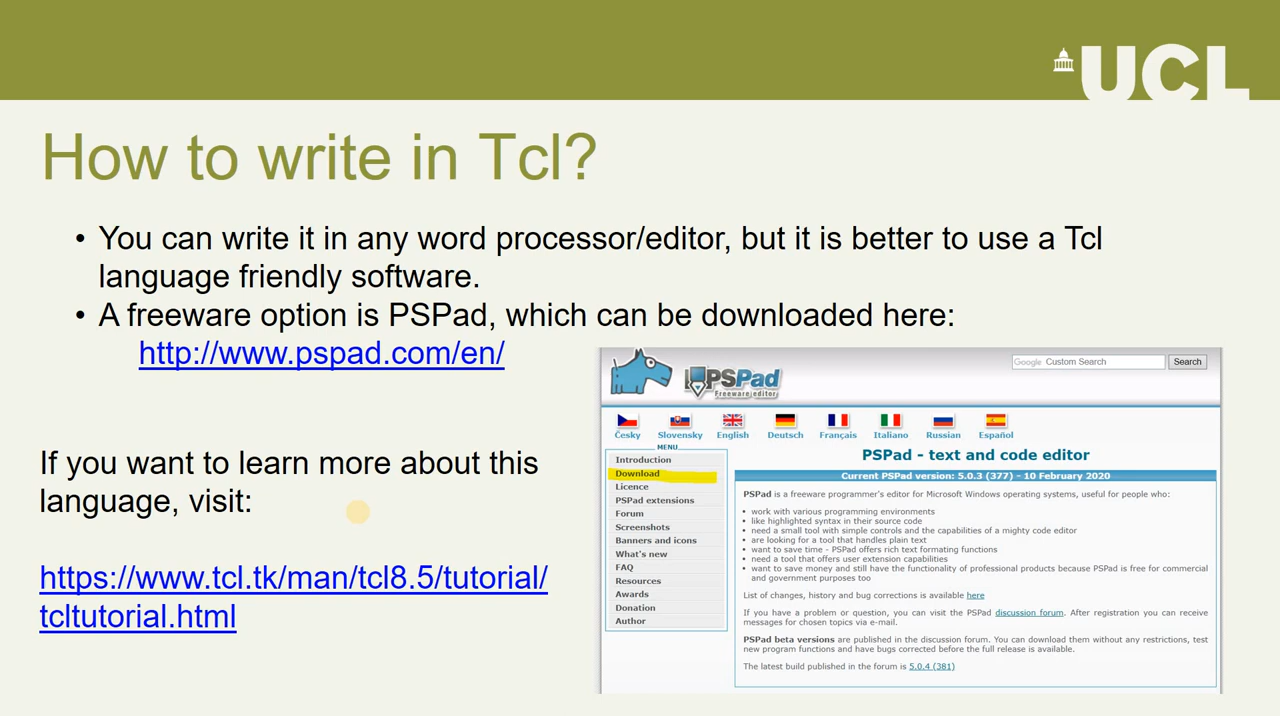 UCL
How to write in Tcl?
• You can write it in any word processor/editor, but it is better to use a Tcl
language friendly software.
• A freeware option is PSPad, which can be downloaded here:
http://www.pspad.com/en/
If you want to learn more about this
language, visit:
https://www.tcl.tk/man/tcl8.5/tutorial/
tcltutorial.html
PSPad
Freeware editor
Google Custom Search Search
Česky Slovensky English Deutsch Français Italiano Russian Español
MENU
Introduction
Download
Licence
PSPad extensions
Forum
Screenshots
Banners and icons
What's new
FAQ
Resources
Awards
Donation
Author
PSPad - text and code editor
Current PSPad version: 5.0.3 (377) - 10 February 2020
PSPad is a freeware programmer's editor for Microsoft Windows operating systems, useful for people who:
• work with various programming environments
• like highlighted syntax in their source code
• need a small tool with simple controls and the capabilities of a mighty code editor
• are looking for a tool that handles plain text
• want to save time - PSPad offers rich text formating functions
• need a tool that offers user extension capabilities
• want to save money and still have the functionality of professional products because PSPad is free for commercial
and government purposes too
List of changes, history and bug corrections is available here
If you have a problem or question, you can visit the PSPad discussion forum. After registration you can receive
messages for chosen topics via e-mail.
PSPad beta versions are published in the discussion forum. You can download them without any restrictions, test
new program functions and have bugs corrected before the full release is available.
The latest build published in the forum is 5.0.4 (381)